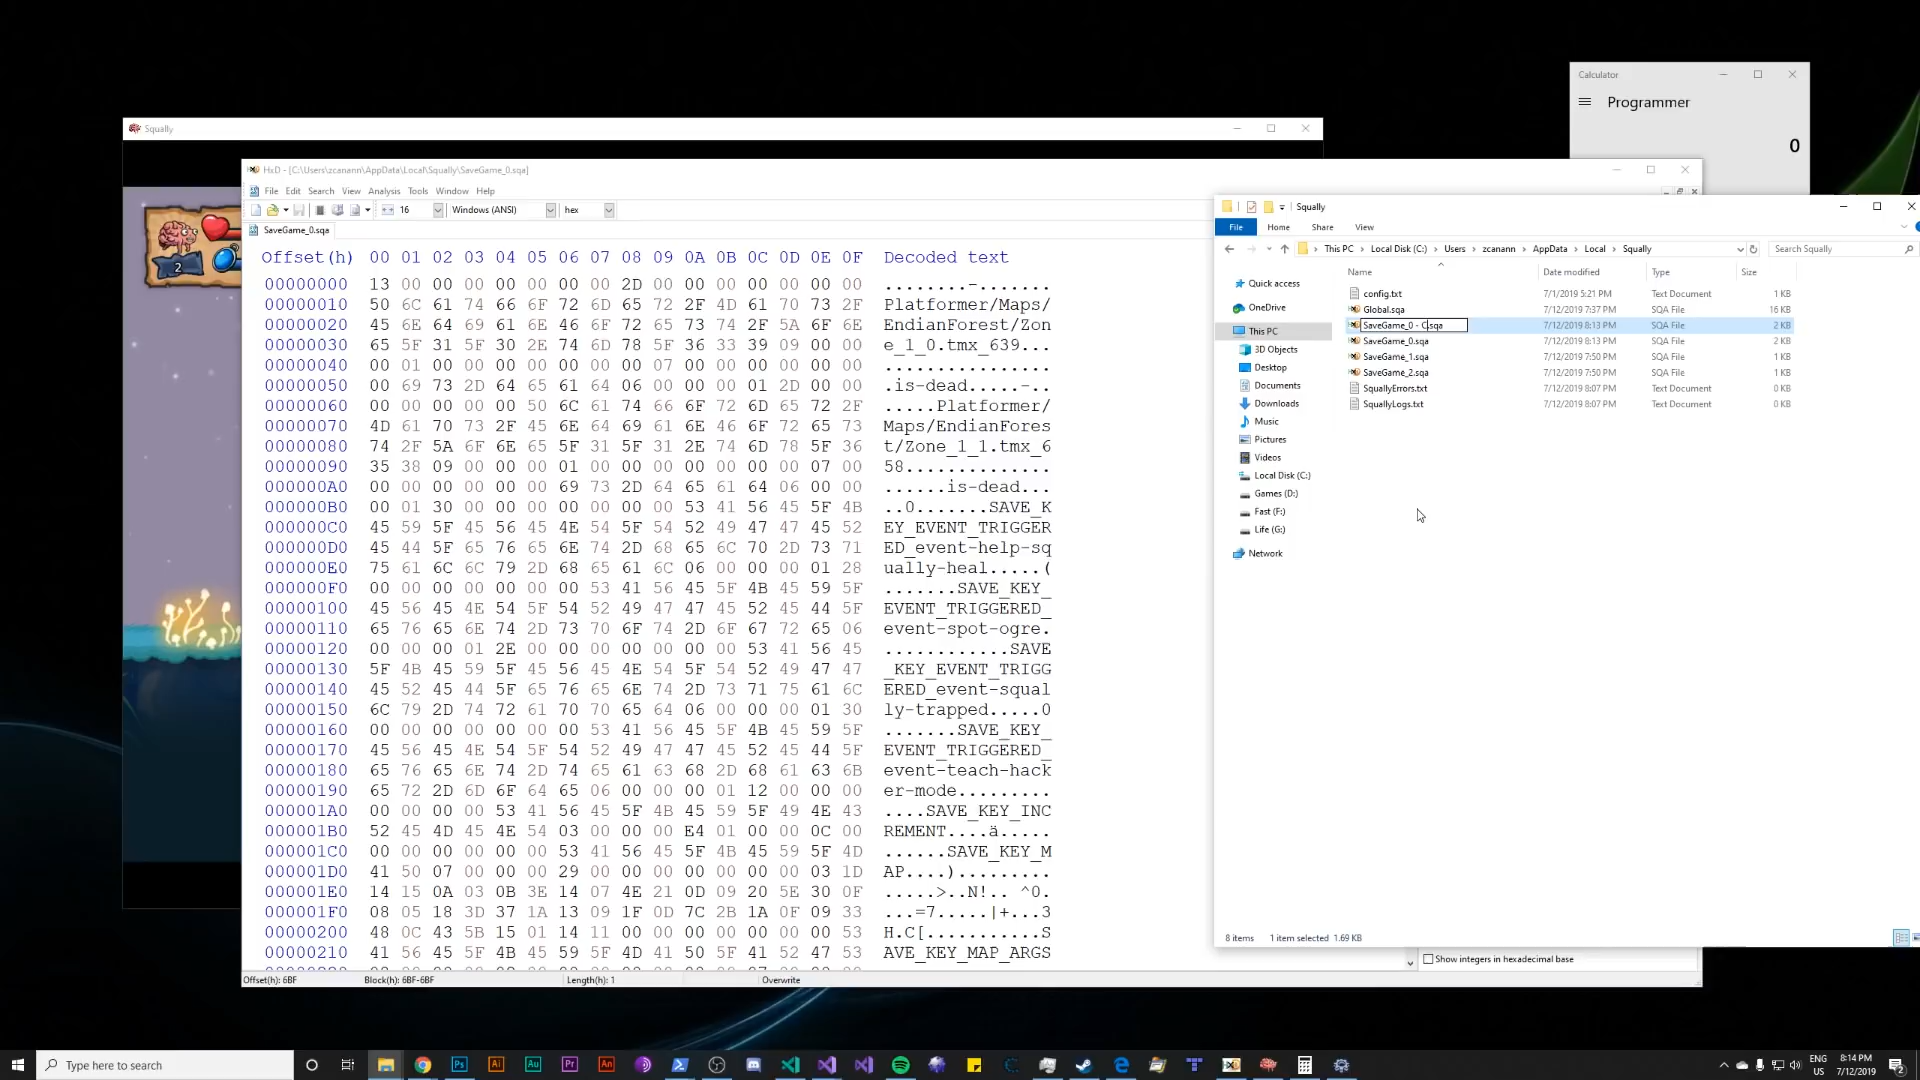 Calculator
Programmer
0
Squally
2
HxD - [C:\Users\zcanann\AppData\Local\Squally\SaveGame_0.sqa]
File Edit Search View Analysis Tools Window Help
16 Windows (ANSI) hex
SaveGame_0.sqa
Offset(h) 00 01 02 03 04 05 06 07 08 09 0A 0B 0C 0D 0E 0F Decoded text
00000000 13 00 00 00 00 00 00 00 2D 00 00 00 00 00 00 00 ........-.......
00000010 50 6C 61 74 66 6F 72 6D 65 72 2F 4D 61 70 73 2F Platformer/Maps/
00000020 45 6E 64 69 61 6E 46 6F 72 65 73 74 2F 5A 6F 6E EndianForest/Zon
00000030 65 5F 31 5F 30 2E 74 6D 78 5F 36 33 39 09 00 00 e_1_0.tmx_639...
00000040 00 01 00 00 00 00 00 00 00 07 00 00 00 00 00 00 ................
00000050 00 69 73 2D 64 65 61 64 06 00 00 00 01 2D 00 00 .is-dead.....-..
00000060 00 00 00 00 00 50 6C 61 74 66 6F 72 6D 65 72 2F .....Platformer/
00000070 4D 61 70 73 2F 45 6E 64 69 61 6E 46 6F 72 65 73 Maps/EndianFores
00000080 74 2F 5A 6F 6E 65 5F 31 5F 31 2E 74 6D 78 5F 36 t/Zone_1_1.tmx_6
00000090 35 38 09 00 00 00 01 00 00 00 00 00 00 00 07 00 58..............
000000A0 00 00 00 00 00 00 69 73 2D 64 65 61 64 06 00 00 ......is-dead...
000000B0 00 01 30 00 00 00 00 00 00 00 53 41 56 45 5F 4B ..0.......SAVE_K
000000C0 45 59 5F 45 56 45 4E 54 5F 54 52 49 47 47 45 52 EY_EVENT_TRIGGER
000000D0 45 44 5F 65 76 65 6E 74 2D 68 65 6C 70 2D 73 71 ED_event-help-sq
000000E0 75 61 6C 6C 79 2D 68 65 61 6C 06 00 00 00 01 28 ually-heal.....(
000000F0 00 00 00 00 00 00 00 53 41 56 45 5F 4B 45 59 5F .......SAVE_KEY_
00000100 45 56 45 4E 54 5F 54 52 49 47 47 45 52 45 44 5F EVENT_TRIGGERED_
00000110 65 76 65 6E 74 2D 73 70 6F 74 2D 6F 67 72 65 06 event-spot-ogre.
00000120 00 00 00 01 2E 00 00 00 00 00 00 00 53 41 56 45 ............SAVE
00000130 5F 4B 45 59 5F 45 56 45 4E 54 5F 54 52 49 47 47 _KEY_EVENT_TRIGG
00000140 45 52 45 44 5F 65 76 65 6E 74 2D 73 71 75 61 6C ERED_event-squal
00000150 6C 79 2D 74 72 61 70 70 65 64 06 00 00 00 01 30 ly-trapped.....0
00000160 00 00 00 00 00 00 00 53 41 56 45 5F 4B 45 59 5F .......SAVE_KEY_
00000170 45 56 45 4E 54 5F 54 52 49 47 47 45 52 45 44 5F EVENT_TRIGGERED_
00000180 65 76 65 6E 74 2D 74 65 61 63 68 2D 68 61 63 6B event-teach-hack
00000190 65 72 2D 6D 6F 64 65 06 00 00 00 01 12 00 00 00 er-mode.........
000001A0 00 00 00 00 53 41 56 45 5F 4B 45 59 5F 49 4E 43 ....SAVE_KEY_INC
000001B0 52 45 4D 45 4E 54 03 00 00 00 E4 01 00 00 0C 00 REMENT....ä.....
000001C0 00 00 00 00 00 00 53 41 56 45 5F 4B 45 59 5F 4D ......SAVE_KEY_M
000001D0 41 50 07 00 00 00 29 00 00 00 00 00 00 00 03 1D AP....).........
000001E0 14 15 0A 03 0B 3E 14 07 4E 21 0D 09 20 5E 30 0F .....>..N!.. ^0.
000001F0 08 05 18 3D 37 1A 13 09 1F 0D 7C 2B 1A 0F 09 33 ...=7.....|+...3
00000200 48 0C 43 5B 15 01 14 11 00 00 00 00 00 00 00 53 H.C[...........S
00000210 41 56 45 5F 4B 45 59 5F 4D 41 50 5F 41 52 47 53 AVE_KEY_MAP_ARGS
Offset(h): 6BF Block(h): 6BF-6BF Length(h): 1 Overwrite
Show integers in hexadecimal base
Squally
File Home Share View
This PC Local Disk (C:) Users zcanann AppData Local Squally Search Squally
Name Date modified Type Size
config.txt 7/1/2019 5:21 PM Text Document 1 KB
Global.sqa 7/12/2019 7:37 PM SQA File 16 KB
SaveGame_0 - C.sqa 7/12/2019 8:13 PM SQA File 2 KB
SaveGame_0.sqa 7/12/2019 8:13 PM SQA File 2 KB
SaveGame_1.sqa 7/12/2019 7:50 PM SQA File 1 KB
SaveGame_2.sqa 7/12/2019 7:50 PM SQA File 1 KB
SquallyErrors.txt 7/12/2019 8:07 PM Text Document 0 KB
SquallyLogs.txt 7/12/2019 8:07 PM Text Document 0 KB
Quick access
OneDrive
This PC
3D Objects
Desktop
Documents
Downloads
Music
Pictures
Videos
Local Disk (C:)
Games (D:)
Fast (F:)
Life (G:)
Network
8 items 1 item selected 1.69 KB
Type here to search
Ps Ai Au Pr An
ENG
US
8:14 PM
7/12/2019
2